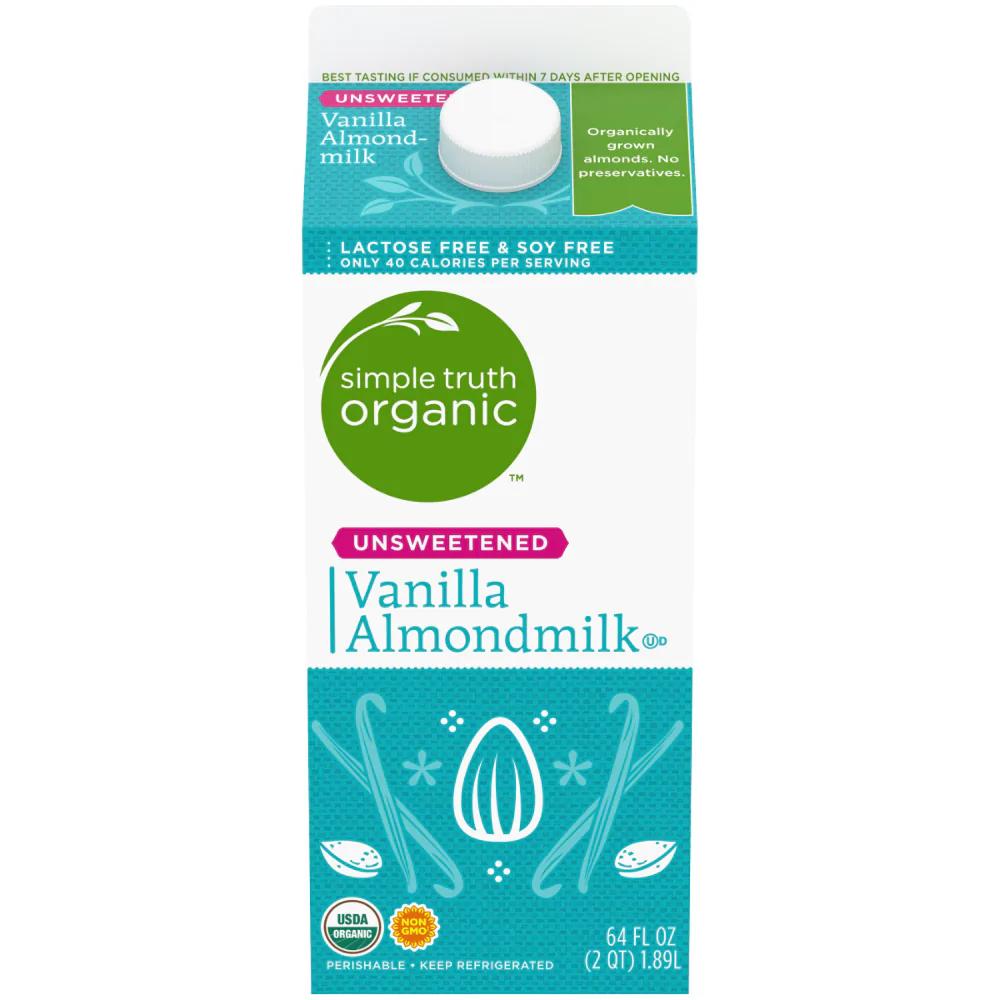 BEST TASTING IF CONSUMED WITHIN 7 DAYS AFTER OPENING
Vanilla
Almond-
milk
Organically
grown
almonds. No
preservatives.
LACTOSE FREE & SOY FREE
ONLY 40 CALORIES PER SERVING
simple truth
organic
™
UNSWEETENED
Vanilla
Almondmilk ⓊD
USDA
ORGANIC
NON
GMO
64 FL OZ
(2 QT) 1.89L
PERISHABLE • KEEP REFRIGERATED